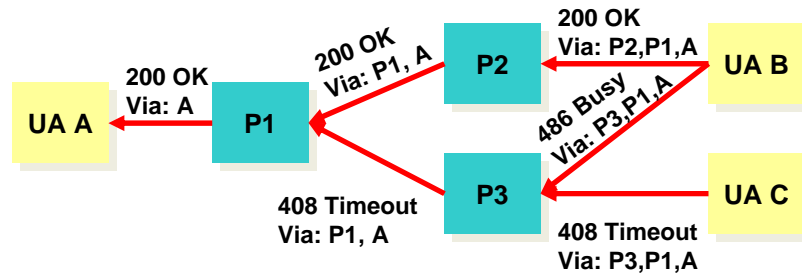 200 OK
Via: P2,P1,A
200 OK
Via: P1, A
P2
UA B
200 OK
Via: A
486 Busy
Via: P3,P1,A
UA A
P1
P3
UA C
408 Timeout
Via: P1, A
408 Timeout
Via: P3,P1,A